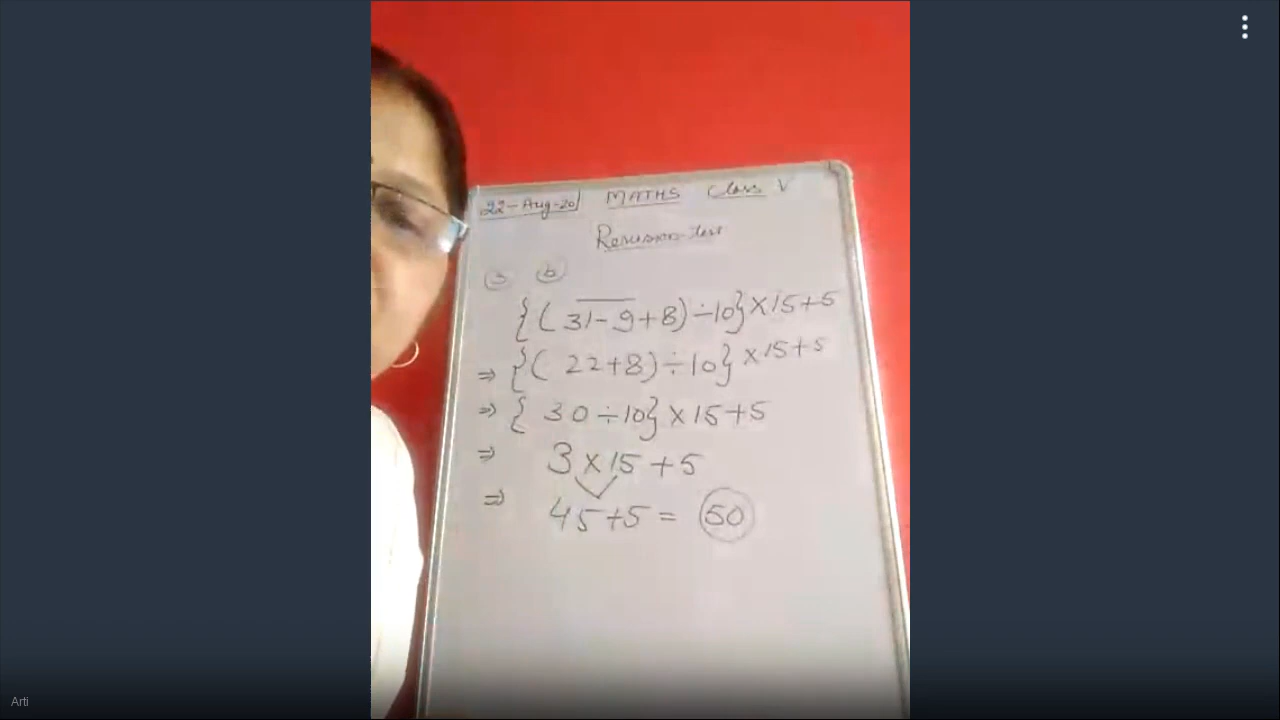 22-Aug-20 MATHS Class V
Revision test
3 b
{(31-9+8)÷10}×15+5
⇒ {(22+8)÷10}×15+5
⇒ {30÷10}×15+5
⇒ 3×15+5
⇒ 45+5= 50
Arti